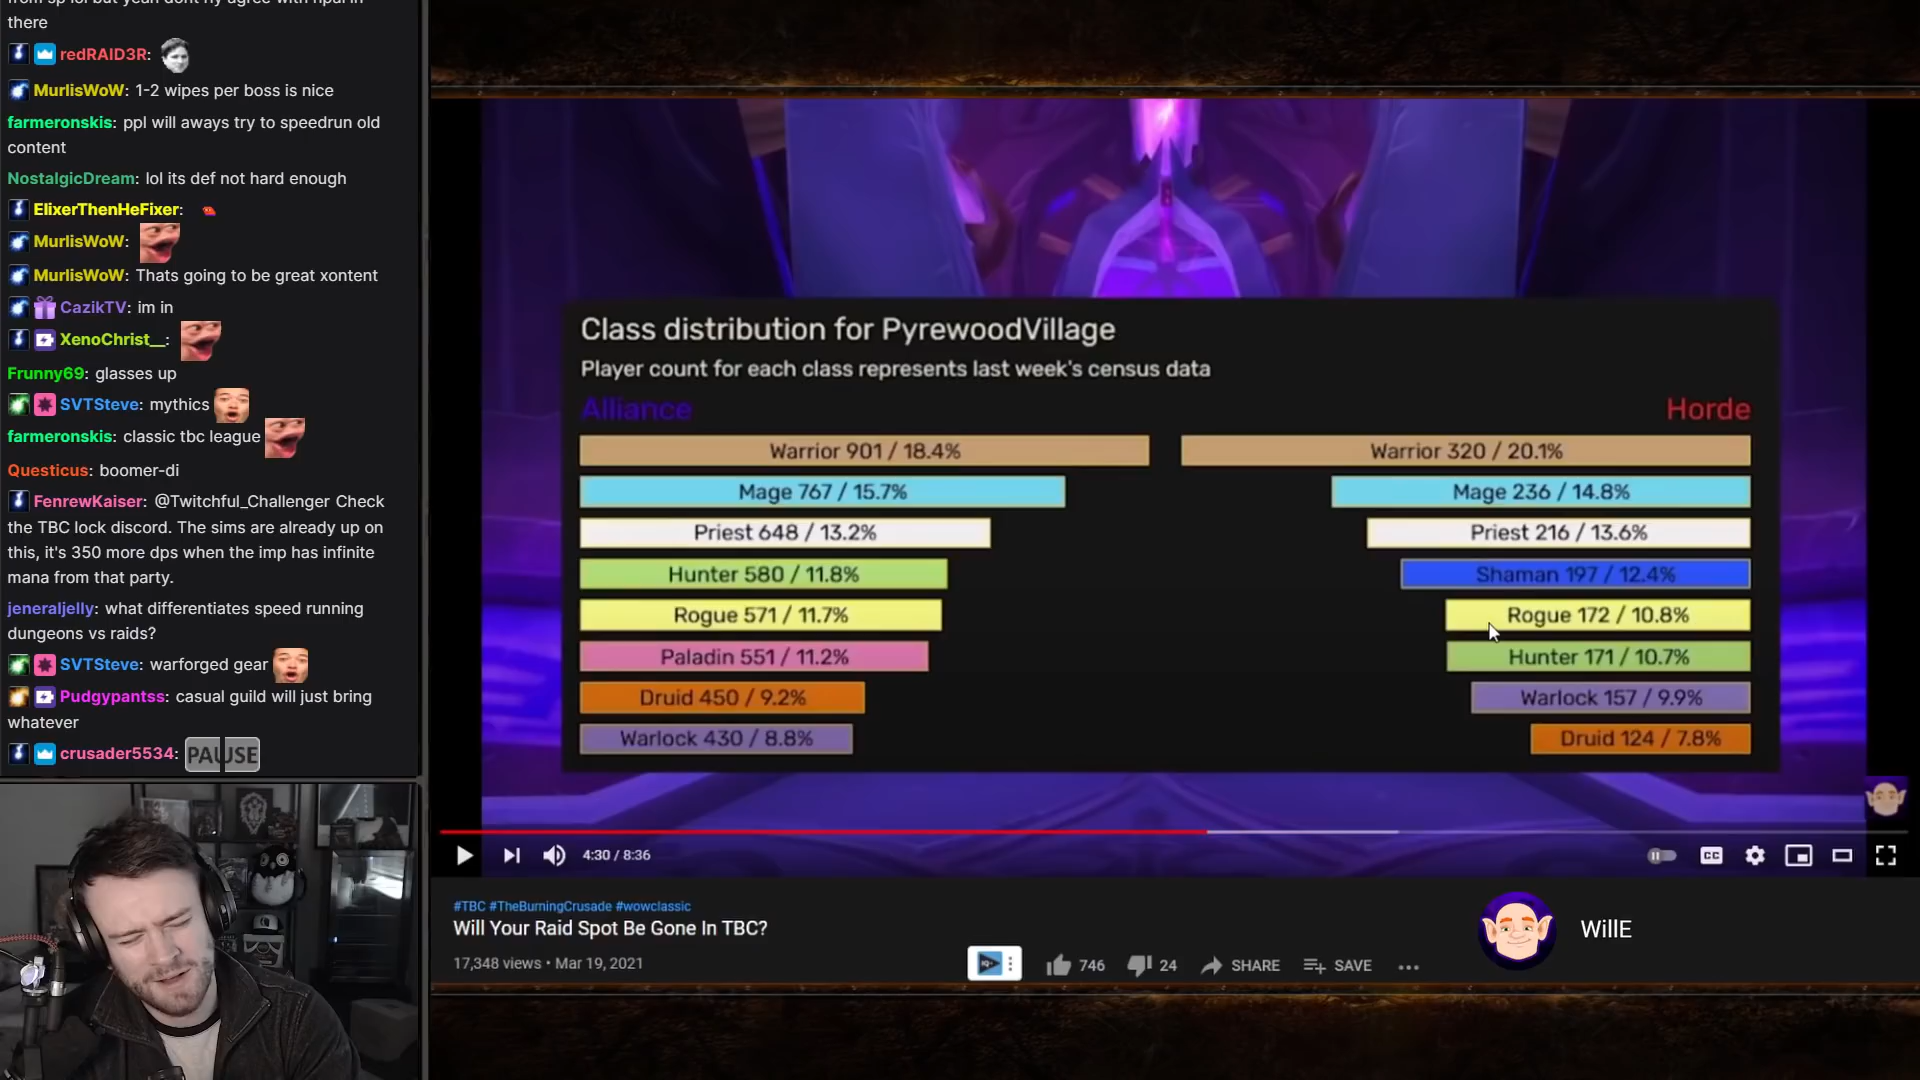 there
redRAID3R:
MurlisWoW: 1-2 wipes per boss is nice
farmeronskis: ppl will aways try to speedrun old
content
NostalgicDream: lol its def not hard enough
ElixerThenHeFixer:
MurlisWoW:
MurlisWoW: Thats going to be great xontent
CazikTV: im in
XenoChrist__:
Frunny69: glasses up
SVTSteve: mythics
farmeronskis: classic tbc league
Questicus: boomer-di
FenrewKaiser: @Twitchful_Challenger Check
the TBC lock discord. The sims are already up on
this, it's 350 more dps when the imp has infinite
mana from that party.
jeneraljelly: what differentiates speed running
dungeons vs raids?
SVTSteve: warforged gear
Pudgypantss: casual guild will just bring
whatever
crusader5534: PAUSE
Class distribution for PyrewoodVillage
Player count for each class represents last week's census data
Alliance
Horde
Warrior 901 / 18.4%
Warrior 320 / 20.1%
Mage 767 / 15.7%
Mage 236 / 14.8%
Priest 648 / 13.2%
Priest 216 / 13.6%
Hunter 580 / 11.8%
Shaman 197 / 12.4%
Rogue 571 / 11.7%
Rogue 172 / 10.8%
Paladin 551 / 11.2%
Hunter 171 / 10.7%
Druid 450 / 9.2%
Warlock 157 / 9.9%
Warlock 430 / 8.8%
Druid 124 / 7.8%
4:30 / 8:36
CC
#TBC #TheBurningCrusade #wowclassic
Will Your Raid Spot Be Gone In TBC?
17,348 views • Mar 19, 2021
746
24
SHARE
SAVE
WillE